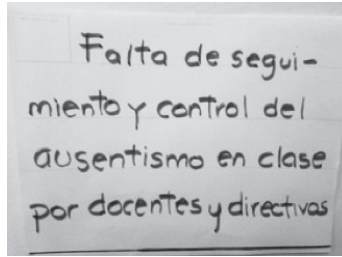 Falta de segui-
miento y control del
ausentismo en clase
por docentes y directivas